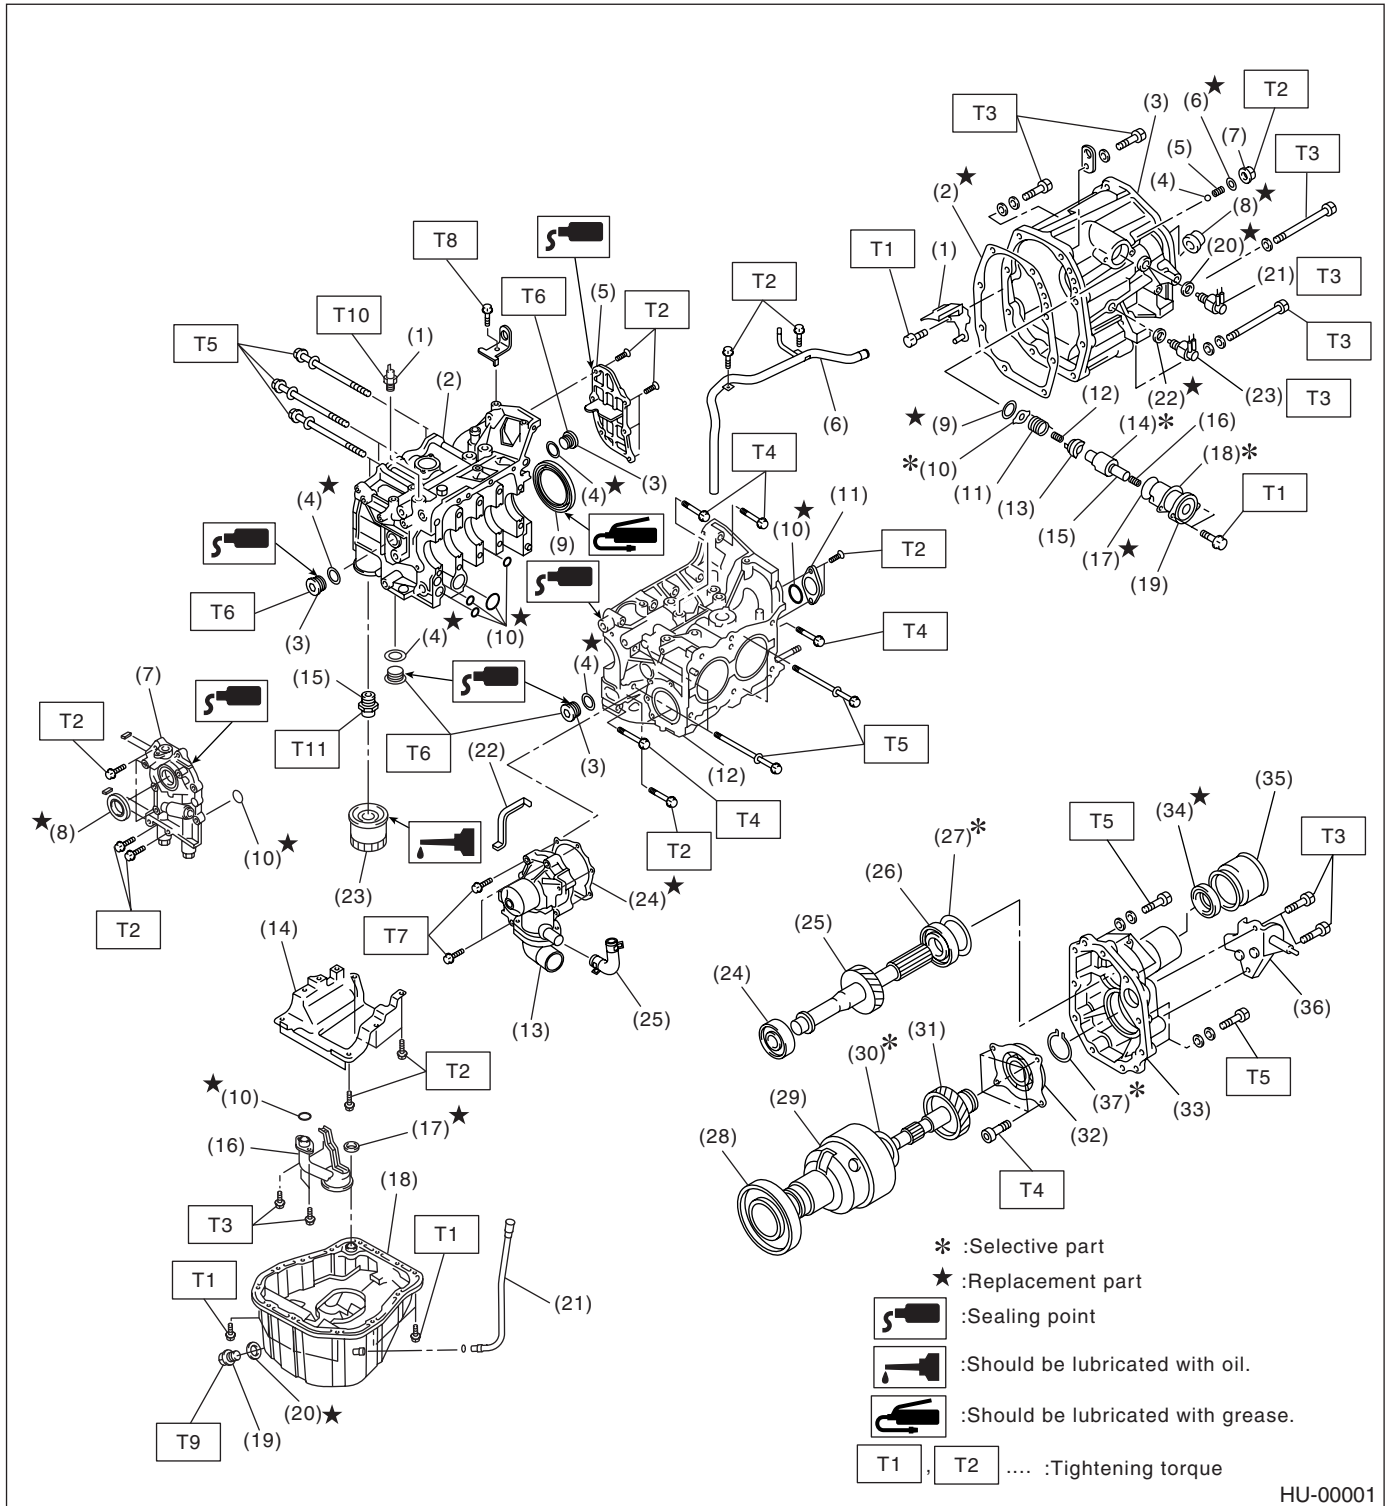 T3
(6)★
T2
(3)
(7)
T3
(5)
(4)
(2)★
(8)★
T8
(20)★
T1
(1)
(21)
T3
T6
(5)
T2
T2
T10
(1)
T5
(2)
T3
(22)★
(23)
T3
(12)
(16)
★(9)
(14)*
(6)
(18)*
*(10)
T4
(3)
(4)★
(4)★
(11)
(11)
(13)
T1
(10)★
(15)
(9)
T2
(17)★
(19)
T6
(3)
(10)★
(4)★
T4
(4)★
(7)
(15)
T2
T11
T6
(22)
(3)
(12)
T5
(35)
(34)★
★(8)
(10)★
T4
T5
T2
(27)*
T3
(23)
(24)★
(26)
T2
T7
(14)
(25)
(24)
(36)
(13)
(25)
(31)
(30)*
T2
T5
(37)*
★(10)
(33)
(17)★
(29)
(32)
(16)
(28)
(18)
T4
T3
T1
* :Selective part
T1
★ :Replacement part
(21)
:Sealing point
:Should be lubricated with oil.
(20)★
:Should be lubricated with grease.
T9
(19)
T1 , T2 .... :Tightening torque
HU-00001